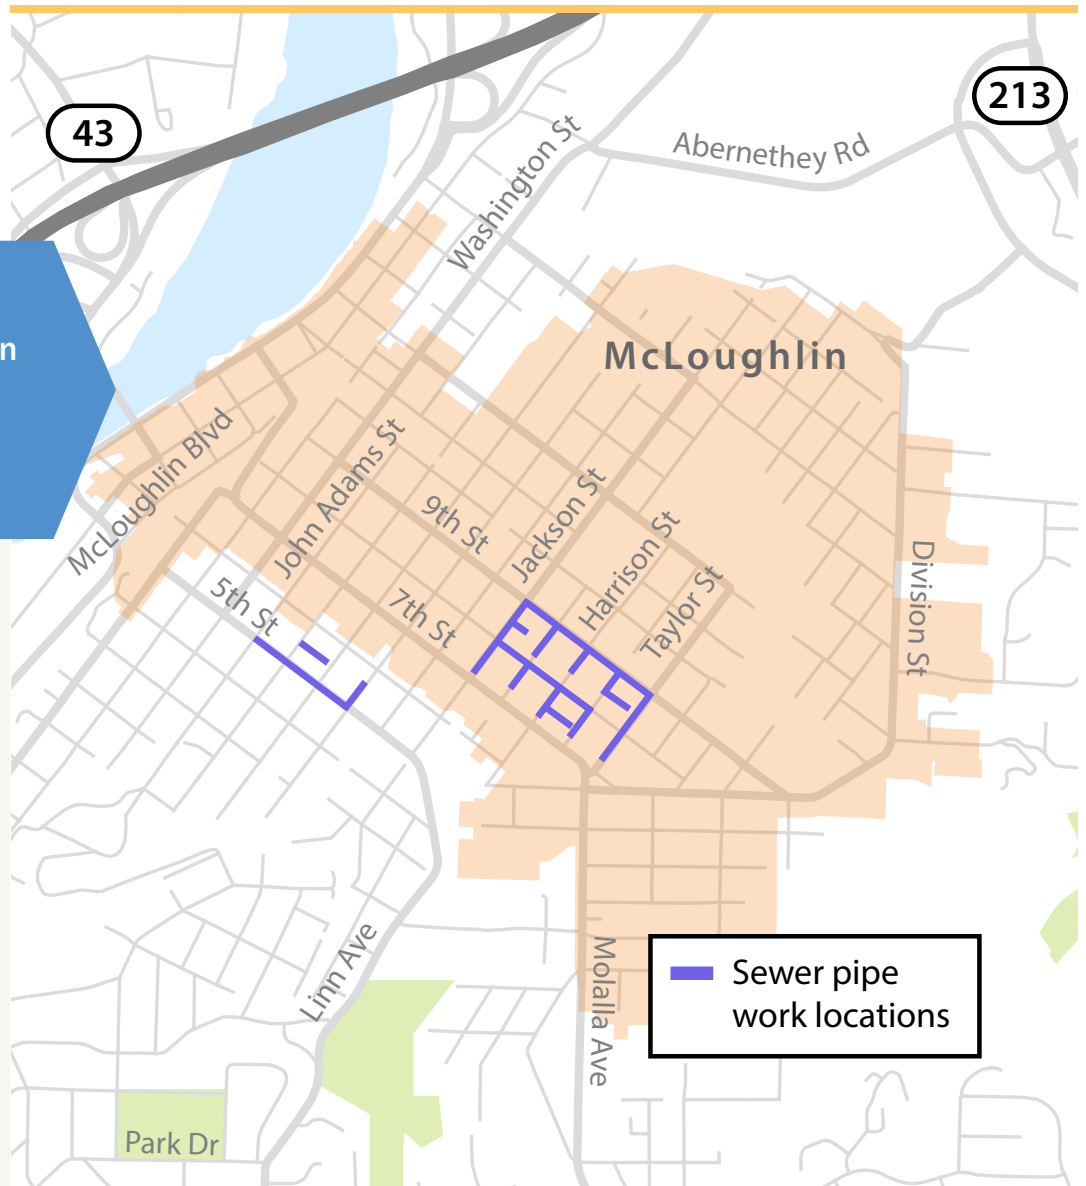 43
213
Washington St
Abernethey Rd
n
McLoughlin
McLoughlin Blvd
John Adams St
9th St
Jackson St
Harrison St
Taylor St
Division St
5th St
7th St
Linn Ave
Molalla Ave
Sewer pipe
work locations
Park Dr